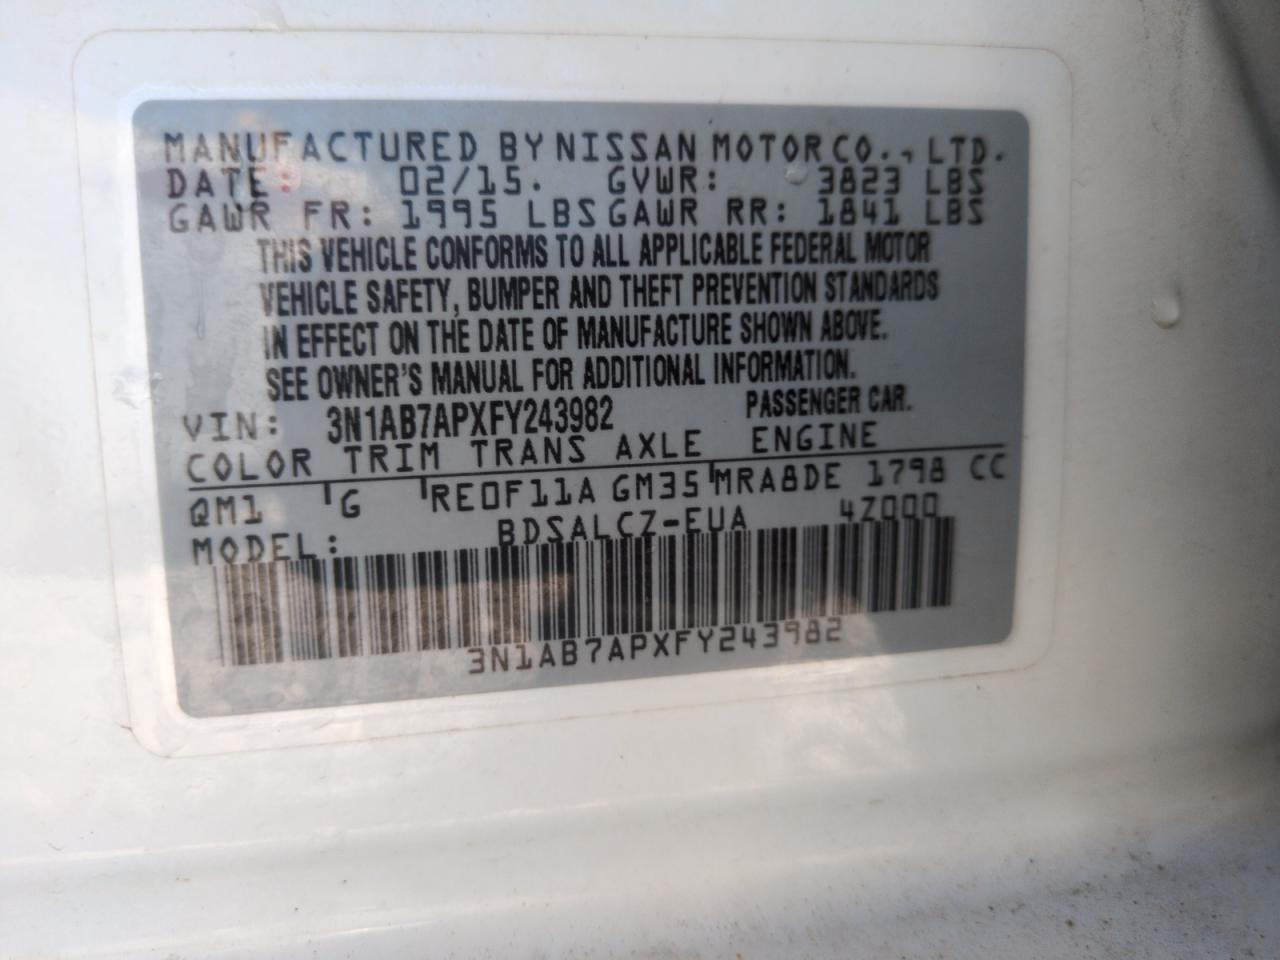 MANUFACTURED BY NISSAN MOTOR CO., LTD.
DATE: 02/15. GVWR: 3823 LBS
GAWR FR: 1995 LBS GAWR RR: 1841 LBS
THIS VEHICLE CONFORMS TO ALL APPLICABLE FEDERAL MOTOR
VEHICLE SAFETY, BUMPER AND THEFT PREVENTION STANDARDS
IN EFFECT ON THE DATE OF MANUFACTURE SHOWN ABOVE.
SEE OWNER'S MANUAL FOR ADDITIONAL INFORMATION.
VIN: 3N1AB7APXFY243982 PASSENGER CAR.
COLOR TRIM TRANS AXLE ENGINE
QM1 G RE0F11A GM35 MRA8DE 1798 CC
MODEL: BDSALCZ-EUA 4Z000
3N1AB7APXFY243982